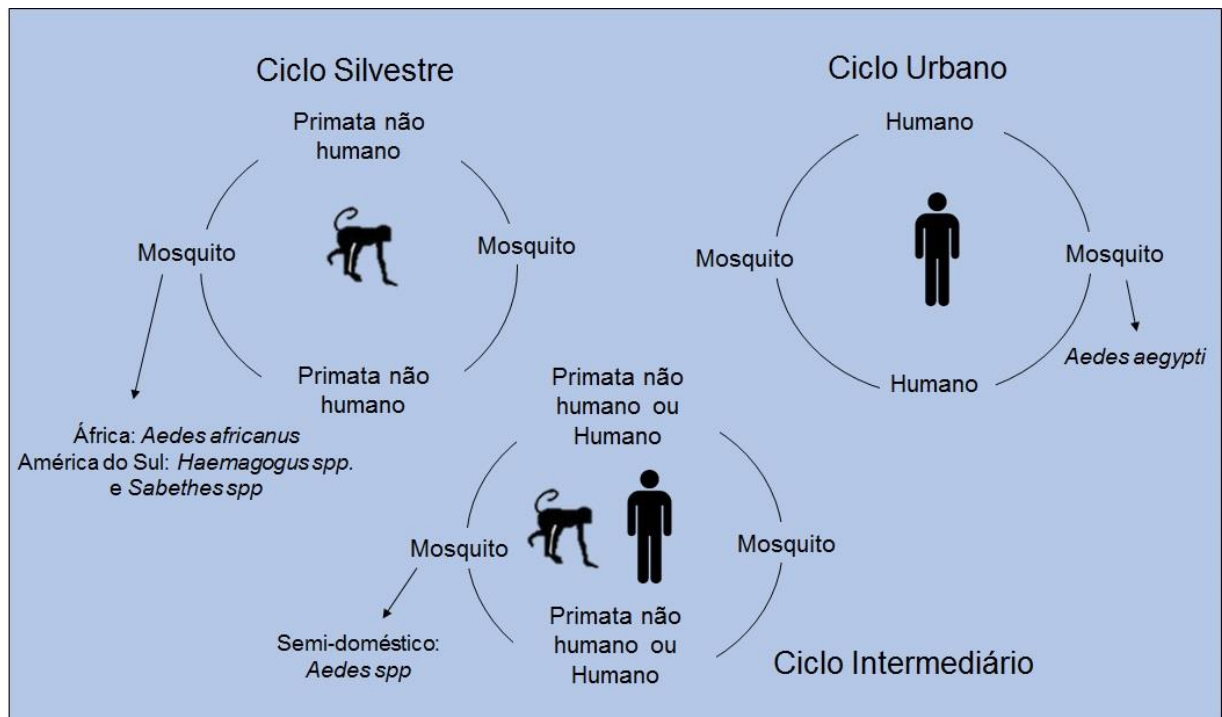 Ciclo Silvestre
Primata não
humano
Mosquito
Mosquito
Primata não
humano
África: Aedes africanus
América do Sul: Haemagogus spp.
e Sabethes spp
Ciclo Urbano
Humano
Mosquito
Mosquito
Aedes aegypti
Humano
Primata não
humano ou
Humano
Mosquito
Mosquito
Primata não
humano ou
Humano
Semi-doméstico:
Aedes spp
Ciclo Intermediário